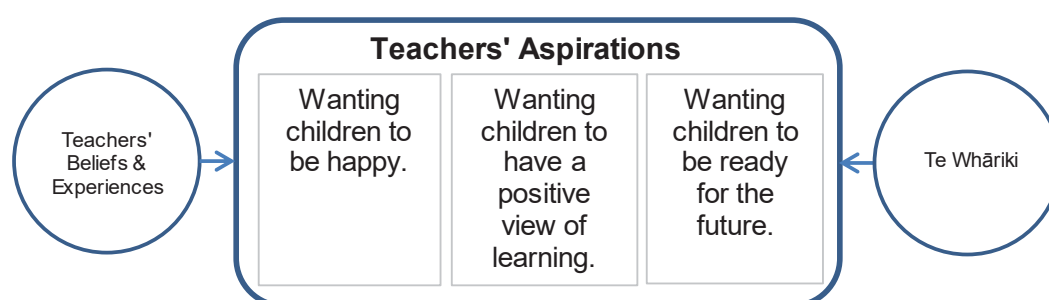 Teachers' Aspirations
Teachers'
Beliefs &
Experiences
Wanting
children to
be happy.
Wanting
children to
have a
positive
view of
learning.
Wanting
children to
be ready
for the
future.
Te Whāriki